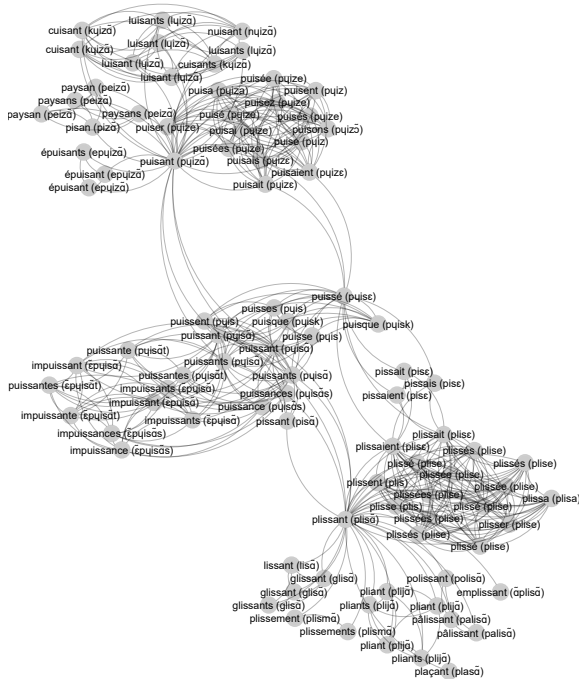 luisants (lɥizɑ̃)
cuisant (kɥizɑ̃)
nuisant (nɥizɑ̃)
luisant (lɥizɑ̃)
cuisant (kɥizɑ̃)
luisants (lɥizɑ̃)
luisant (lɥizɑ̃)
cuisants (kɥizɑ̃)
luisant (lɥizɑ̃)
puisée (pɥize)
paysan (peizɑ̃)
puisa (pɥiza)
puisent (pɥiz)
paysans (peizɑ̃)
puisez (pɥize)
paysan (peizɑ̃)
paysans (peizɑ̃)
puisé (pɥize)
puisés (pɥize)
pisan (pizɑ̃)
puiser (pɥize)
puisai (pɥize)
puisons (pɥizɔ̃)
puise (pɥiz)
épuisants (epɥizɑ̃)
puisées (pɥize)
puisant (pɥizɑ̃)
puisais (pɥizɛ)
épuisant (epɥizɑ̃)
puisaient (pɥizɛ)
épuisant (epɥizɑ̃)
puisait (pɥizɛ)
puissé (pɥisɛ)
puisses (pɥis)
puissent (pɥis)
puisque (pɥisk)
puisque (pɥisk)
puissant (pɥisɑ̃)
puisse (pɥis)
puissante (pɥisɑ̃t)
puissant (pɥisɑ̃)
impuissant (ɛ̃pɥisɑ̃)
puissants (pɥisɑ̃)
pissait (pisɛ)
puissantes (pɥisɑ̃t)
puissants (pɥisɑ̃)
pissais (pisɛ)
puissantes (ɛ̃pɥisɑ̃t)
impuissants (ɛ̃pɥisɑ̃)
puissances (pɥisɑ̃s)
pissaient (pisɛ)
impuissant (ɛ̃pɥisɑ̃)
puissance (pɥisɑ̃s)
impuissante (ɛ̃pɥisɑ̃t)
impuissants (ɛ̃pɥisɑ̃)
pissant (pisɑ̃)
impuissances (ɛ̃pɥisɑ̃s)
plissait (plisɛ)
impuissance (ɛ̃pɥisɑ̃s)
plissaient (plisɛ)
plissés (plise)
plissé (plise)
plissés (plise)
plissée (plise)
plissent (plis)
plissée (plise)
plissées (plise)
plissa (plisa)
plisse (plis)
plissé (plise)
plissant (plisɑ̃)
plissées (plise)
plisser (plise)
plissé (plise)
lissant (lisɑ̃)
glissant (glisɑ̃)
polissant (polisɑ̃)
glissant (glisɑ̃)
pliant (plijɑ̃)
emplissant (ɑ̃plisɑ̃)
glissants (glisɑ̃)
pliants (plijɑ̃)
pliant (plijɑ̃)
plissement (plismɑ̃)
pâlissant (palisɑ̃)
plissements (plismɑ̃)
pâlissant (palisɑ̃)
pliant (plijɑ̃)
pliants (plijɑ̃)
plaçant (plasɑ̃)